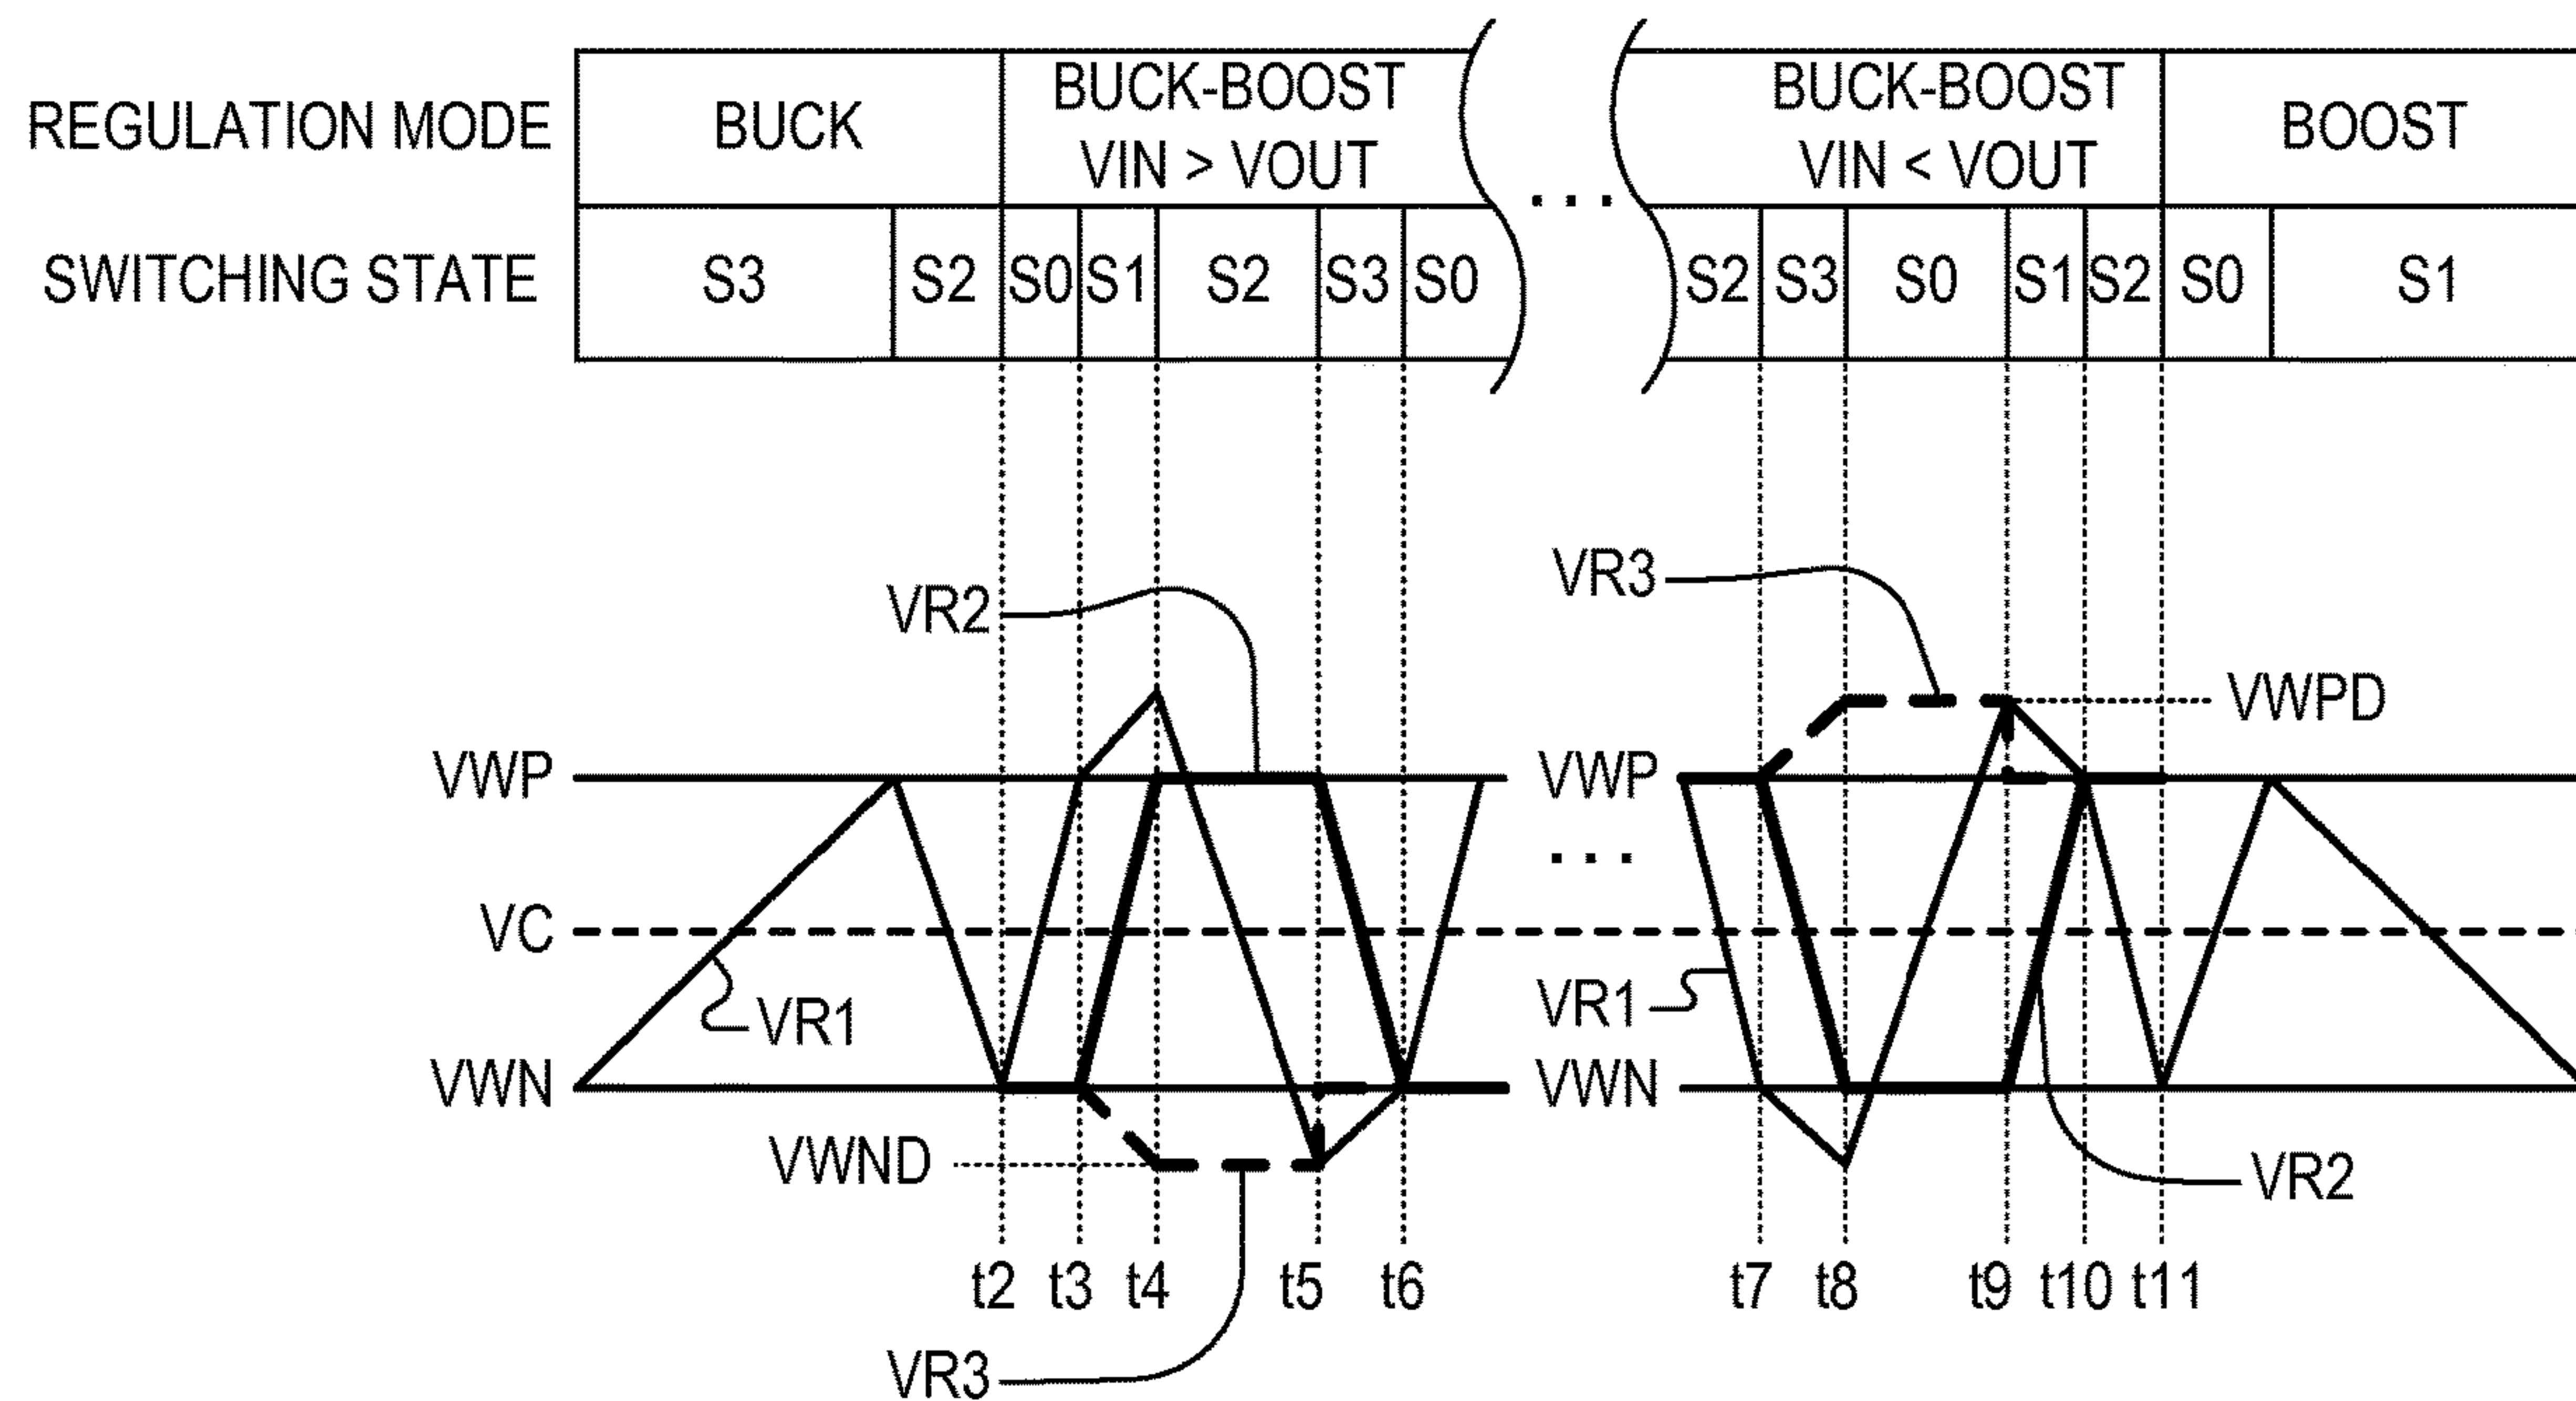 REGULATION MODE BUCK BUCK-BOOST VIN > VOUT BUCK-BOOST VIN < VOUT BOOST
. . .
SWITCHING STATE S3 S2 S0 S1 S2 S3 S0 S2 S3 S0 S1 S2 S0 S1
VR3
VR2
VWPD
VWP VWP
. . .
VC
VR1 VR1
VWN VWN
VWND VR2
t2 t3 t4 t5 t6 t7 t8 t9 t10 t11
VR3